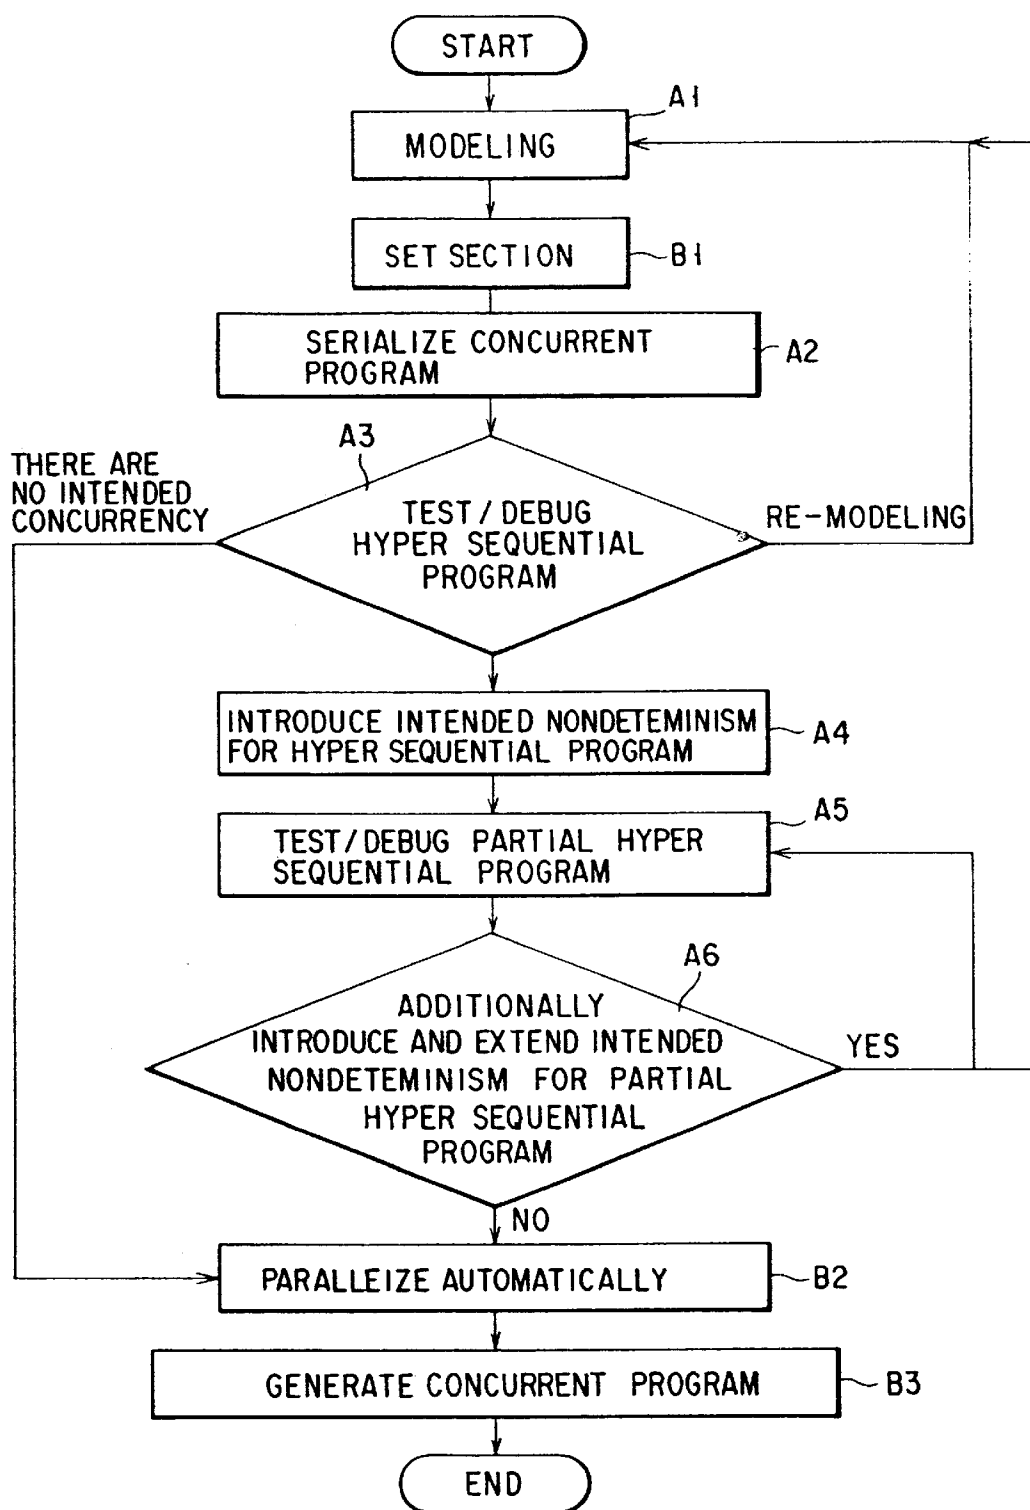 START
A1
MODELING
SET SECTION
B1
SERIALIZE CONCURRENT
PROGRAM
A2
A3
THERE ARE
NO INTENDED
CONCURRENCY
TEST/DEBUG
HYPER SEQUENTIAL
PROGRAM
RE-MODELING
INTRODUCE INTENDED NONDETEMINISM
FOR HYPER SEQUENTIAL PROGRAM
A4
A5
TEST/DEBUG PARTIAL HYPER
SEQUENTIAL PROGRAM
A6
ADDITIONALLY
INTRODUCE AND EXTEND INTENDED
NONDETEMINISM FOR PARTIAL
HYPER SEQUENTIAL
PROGRAM
YES
NO
PARALLEIZE AUTOMATICALLY
B2
GENERATE CONCURRENT PROGRAM
B3
END